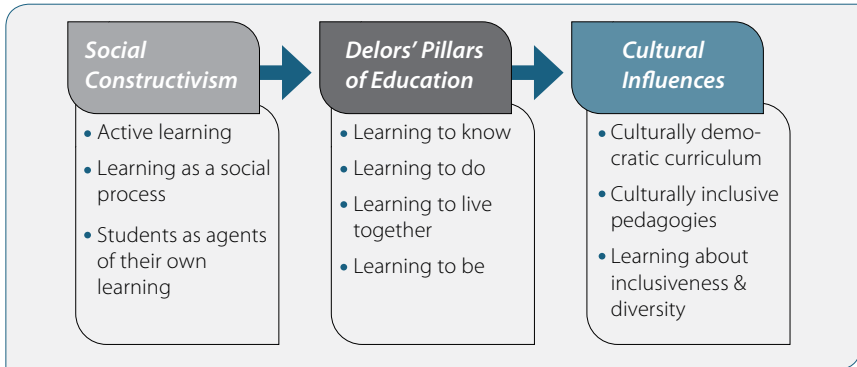 Social
Constructivism
• Active learning
• Learning as a social
process
• Students as agents
of their own
learning
Delors’ Pillars
of Education
• Learning to know
• Learning to do
• Learning to live
together
• Learning to be
Cultural
Influences
• Culturally demo-
cratic curriculum
• Culturally inclusive
pedagogies
• Learning about
inclusiveness &
diversity